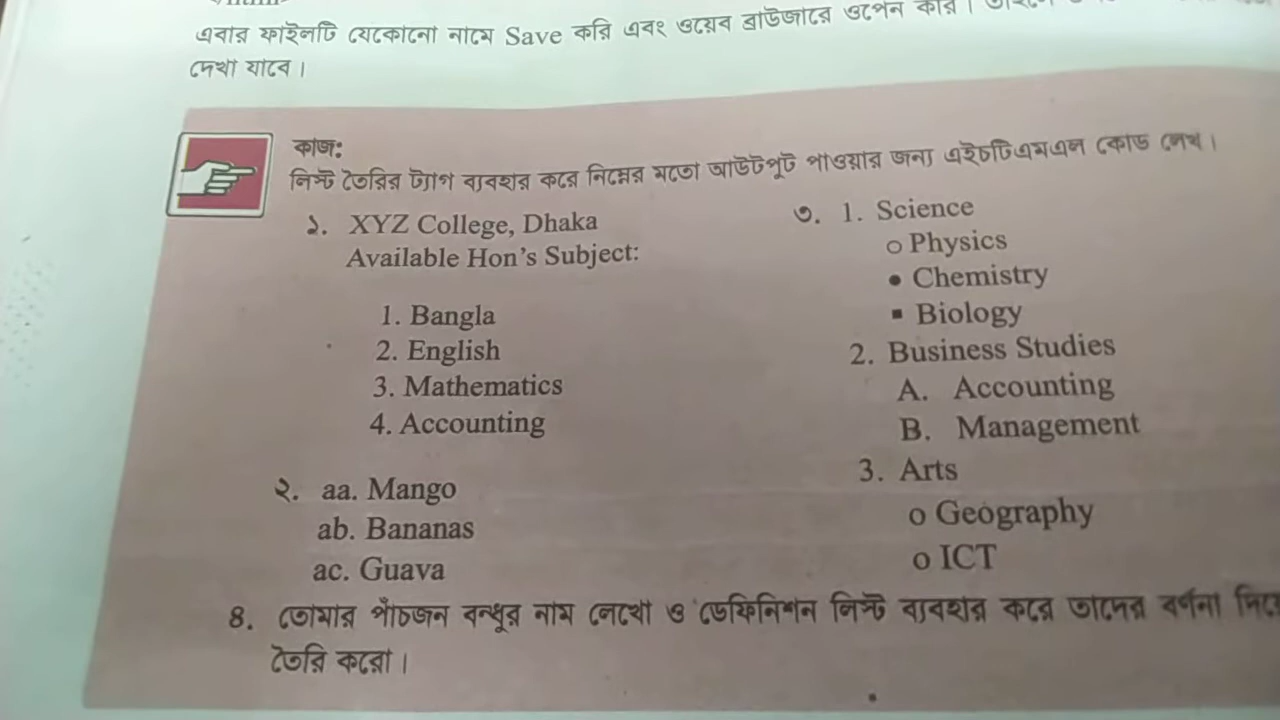 এবার ফাইলটি যেকোনো নামে Save করি এবং ওয়েব ব্রাউজারে ওপেন করি।
দেখা যাবে।
কাজ:
লিস্ট তৈরির ট্যাগ ব্যবহার করে নিম্নের মতো আউটপুট পাওয়ার জন্য এইচটিএমএল কোড লেখ।
১. XYZ College, Dhaka
Available Hon's Subject:
1. Bangla
2. English
3. Mathematics
4. Accounting
২. aa. Mango
ab. Bananas
ac. Guava
৩. 1. Science
o Physics
• Chemistry
▪ Biology
2. Business Studies
A. Accounting
B. Management
3. Arts
o Geography
o ICT
৪. তোমার পাঁচজন বন্ধুর নাম লেখো ও ডেফিনিশন লিস্ট ব্যবহার করে তাদের বর্ণনা
তৈরি করো।